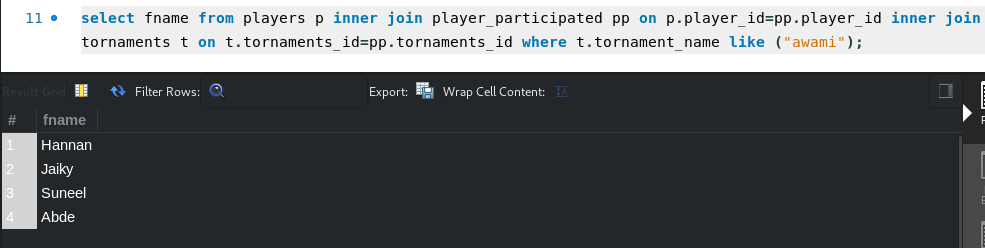 11 select fname from players p inner join player_participated pp on p.player_id=pp.player_id inner join
tornaments t on t.tornaments_id=pp.tornaments_id where t.tornament_name like ("awami");
Result Grid Filter Rows: Export: Wrap Cell Content:
# fname
1 Hannan
2 Jaiky
3 Suneel
4 Abde